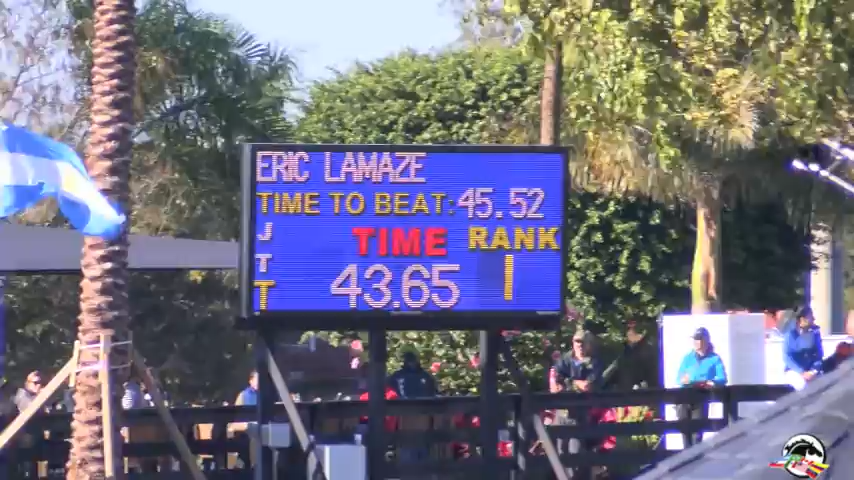 ERIC LAMAZE
TIME TO BEAT:45.52
J TIME RANK
T
T 43.65 1